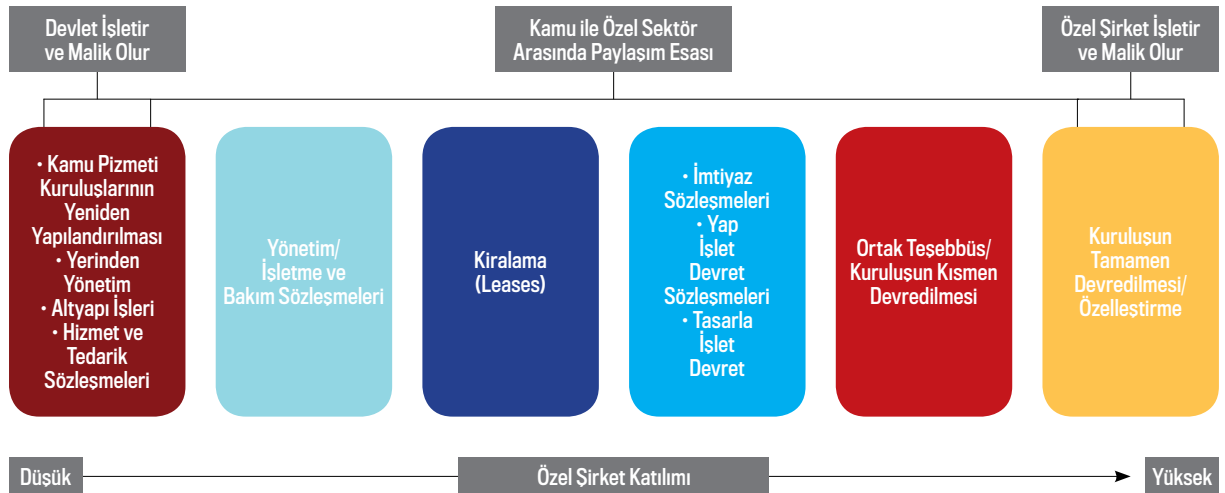 Devlet İşletir
ve Malik Olur
Kamu ile Özel Sektör
Arasında Paylaşım Esası
Özel Şirket İşletir
ve Malik Olur
• Kamu Pizmeti
Kuruluşlarının
Yeniden
Yapılandırılması
• Yerinden
Yönetim
• Altyapı İşleri
• Hizmet ve
Tedarik
Sözleşmeleri
Yönetim/
İşletme ve
Bakım Sözleşmeleri
Kiralama
(Leases)
• İmtiyaz
Sözleşmeleri
• Yap
İşlet
Devret
Sözleşmeleri
• Tasarla
İşlet
Devret
Ortak Teşebbüs/
Kuruluşun Kısmen
Devredilmesi
Kuruluşun
Tamamen
Devredilmesi/
Özelleştirme
Düşük
Özel Şirket Katılımı
Yüksek